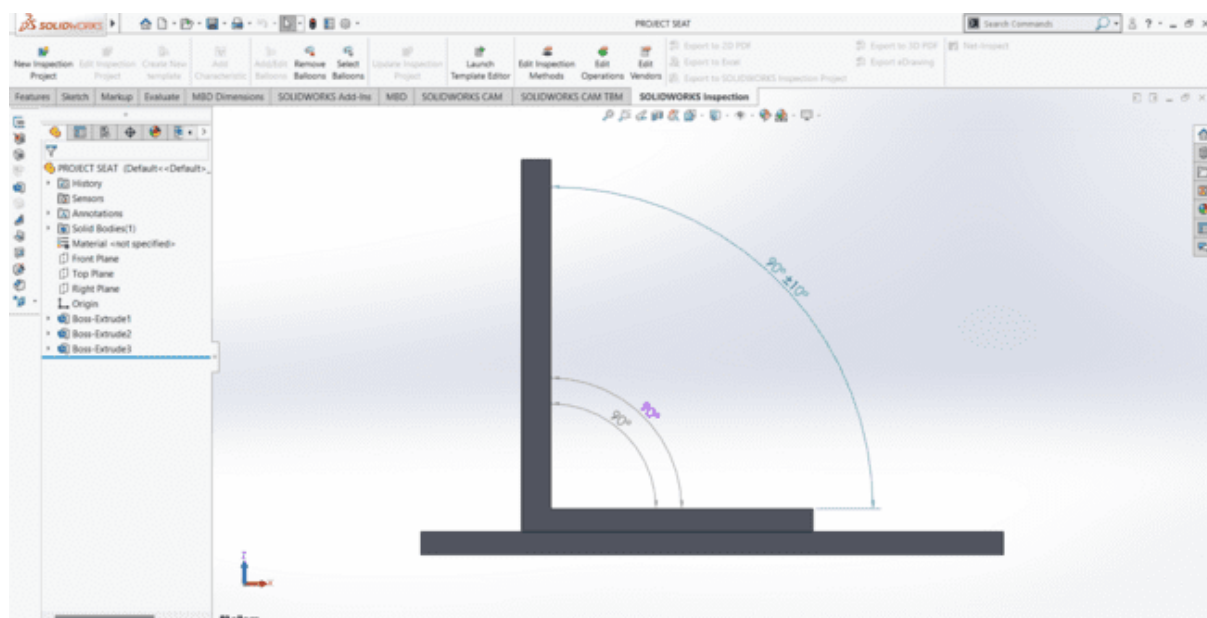 SOLIDWORKS
PROJECT SEAT
Search Commands
New Inspection Project
Edit Inspection Project
Create New template
Add Characteristic
Add/Edit Balloons
Remove Balloons
Select Balloons
Update Inspection Project
Launch Template Editor
Edit Inspection Methods
Edit Operations
Edit Vendors
Export to 2D PDF
Export to Excel
Export to SOLIDWORKS Inspection Project
Export to 3D PDF
Export eDrawing
Net-Inspect
Features Sketch Markup Evaluate MBD Dimensions SOLIDWORKS Add-Ins MBD SOLIDWORKS CAM SOLIDWORKS CAM TBM SOLIDWORKS Inspection
PROJECT SEAT (Default<<Default>_
History
Sensors
Annotations
Solid Bodies(1)
Material <not specified>
Front Plane
Top Plane
Right Plane
Origin
Boss-Extrude1
Boss-Extrude2
Boss-Extrude3
90° ±10°
90°
90°
Z
X